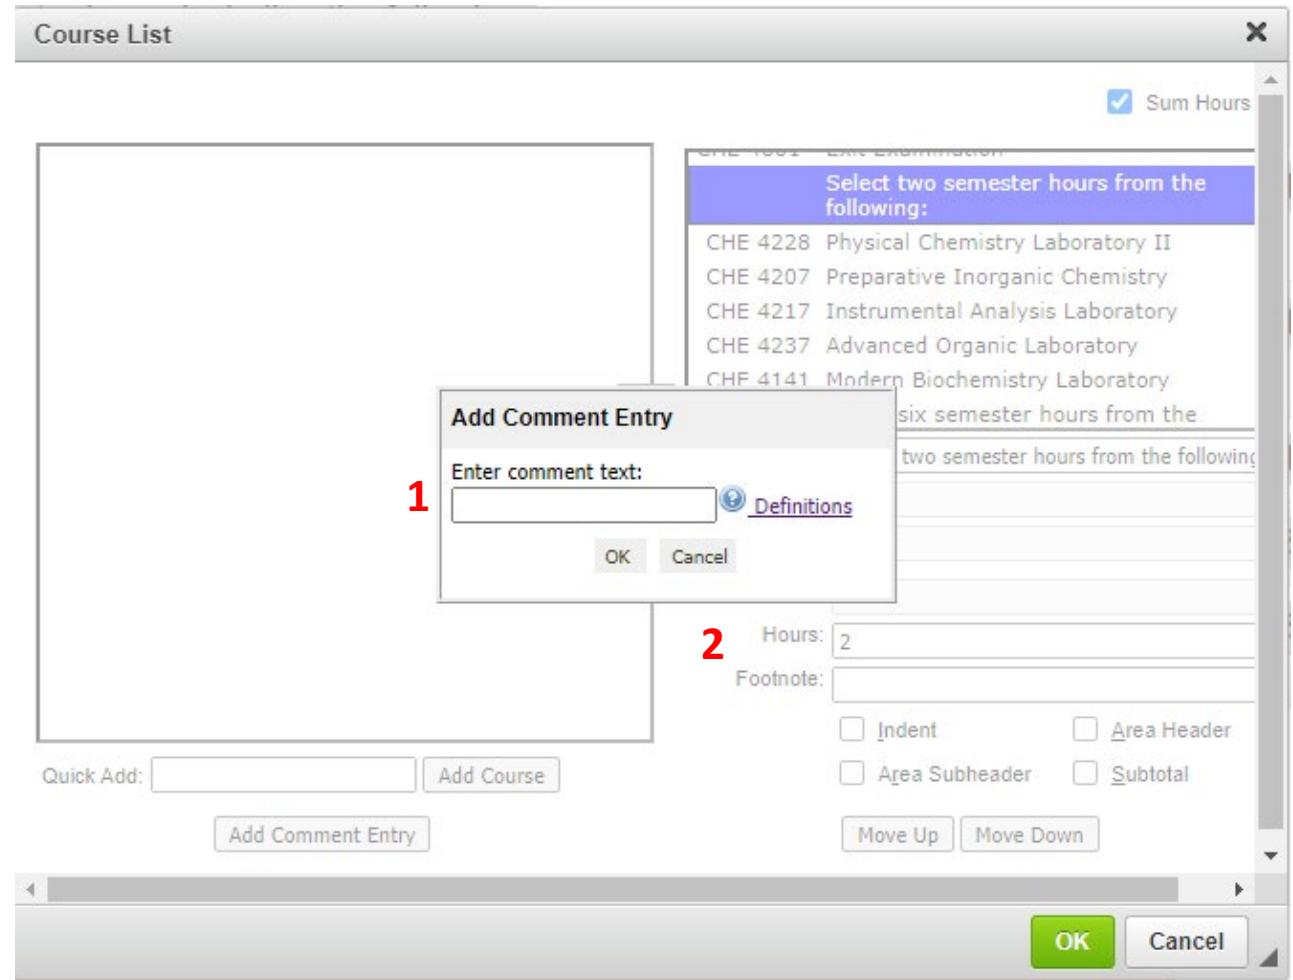 Course List
Sum Hours
Select two semester hours from the
following:
CHE 4228 Physical Chemistry Laboratory II
CHE 4207 Preparative Inorganic Chemistry
CHE 4217 Instrumental Analysis Laboratory
CHE 4237 Advanced Organic Laboratory
CHE 4141 Modern Biochemistry Laboratory
six semester hours from the
two semester hours from the following
Add Comment Entry
Enter comment text:
1
Definitions
OK Cancel
2 Hours: 2
Footnote:
Indent Area Header
Area Subheader Subtotal
Quick Add: Add Course
Add Comment Entry
Move Up Move Down
OK Cancel